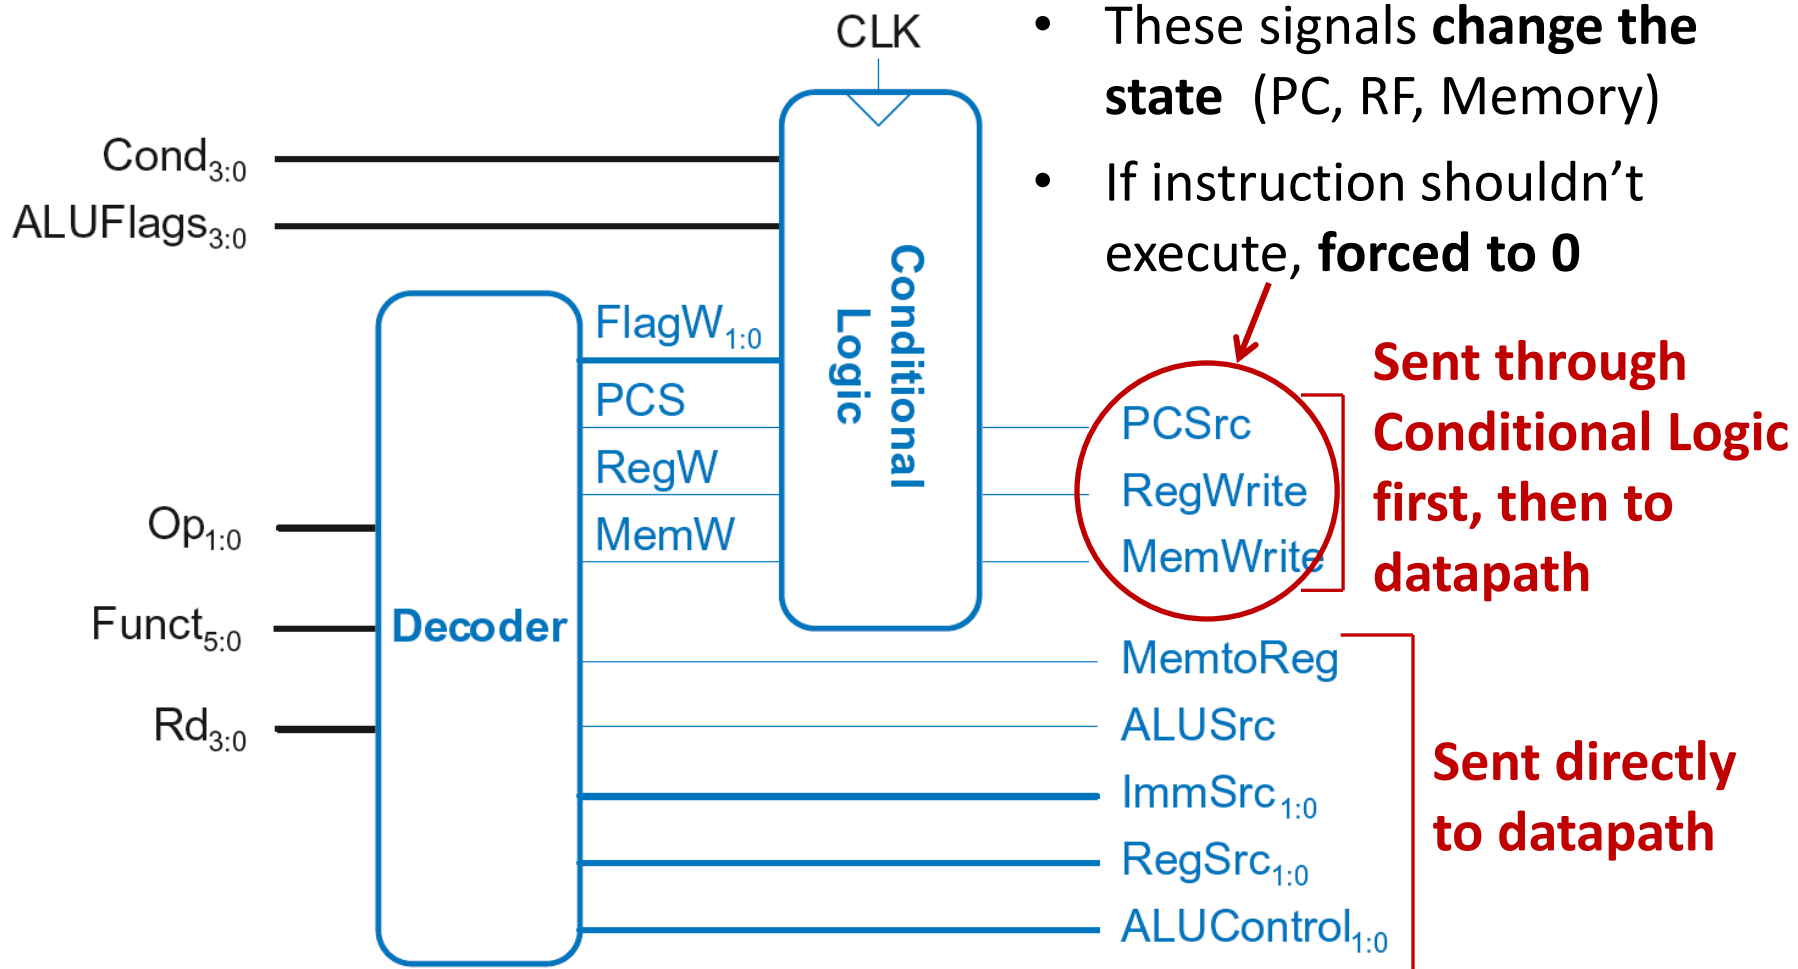 CLK
• These signals change the
state (PC, RF, Memory)
• If instruction shouldn’t
execute, forced to 0
Cond3:0
ALUFlags3:0
Conditional
Logic
FlagW1:0
PCS
RegW
MemW
Op1:0
Funct5:0
Rd3:0
Decoder
PCSrc
RegWrite
MemWrite
Sent through
Conditional Logic
first, then to
datapath
MemtoReg
ALUSrc
ImmSrc1:0
RegSrc1:0
ALUControl1:0
Sent directly
to datapath